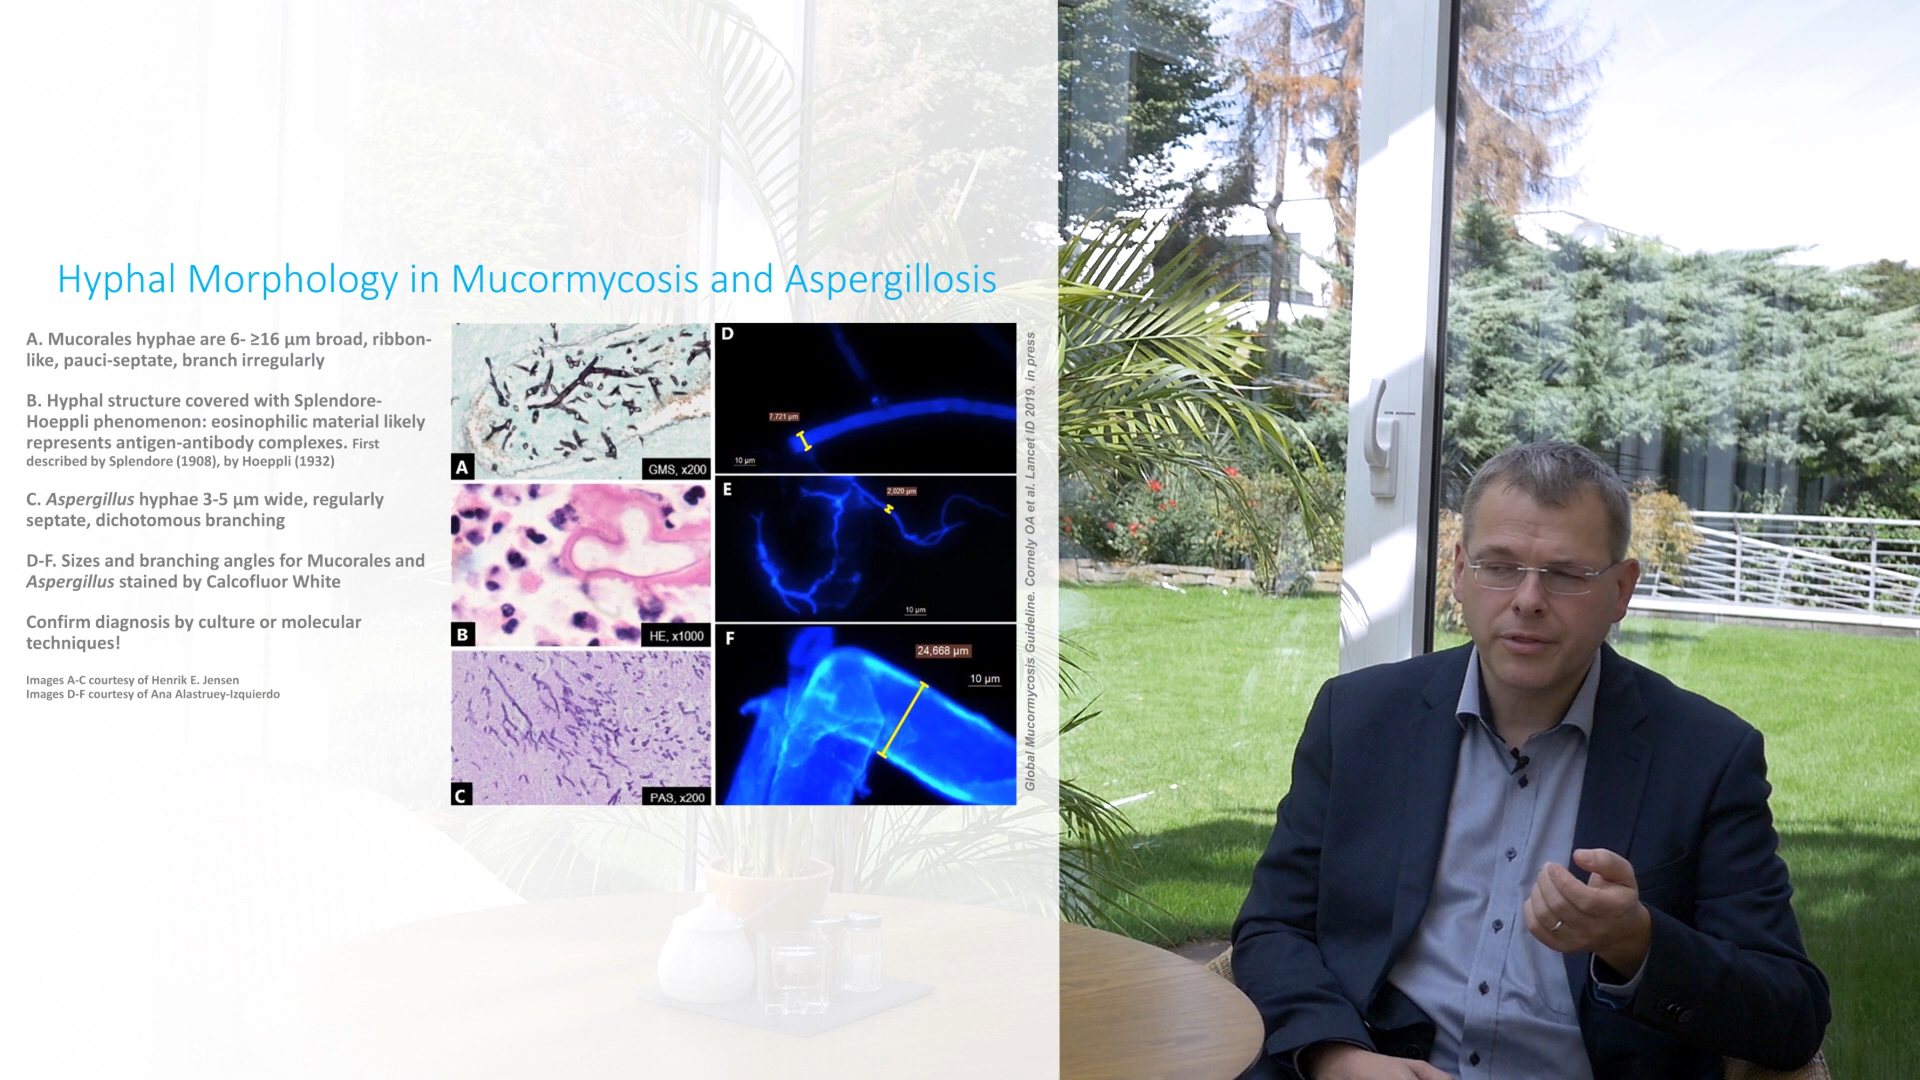 Hyphal Morphology in Mucormycosis and Aspergillosis
A. Mucorales hyphae are 6- ≥16 µm broad, ribbon-
like, pauci-septate, branch irregularly
B. Hyphal structure covered with Splendore-
Hoeppli phenomenon: eosinophilic material likely
represents antigen-antibody complexes. First
described by Splendore (1908), by Hoeppli (1932)
C. Aspergillus hyphae 3-5 µm wide, regularly
septate, dichotomous branching
D-F. Sizes and branching angles for Mucorales and
Aspergillus stained by Calcofluor White
Confirm diagnosis by culture or molecular
techniques!
Images A-C courtesy of Henrik E. Jensen
Images D-F courtesy of Ana Alastruey-Izquierdo
A
GMS, x200
B
HE, x1000
C
PAS, x200
D
7,721 µm
10 µm
E
2,020 µm
10 µm
F
24,668 µm
10 µm
Global Mucormycosis Guideline. Cornely OA et al. Lancet ID 2019. in press